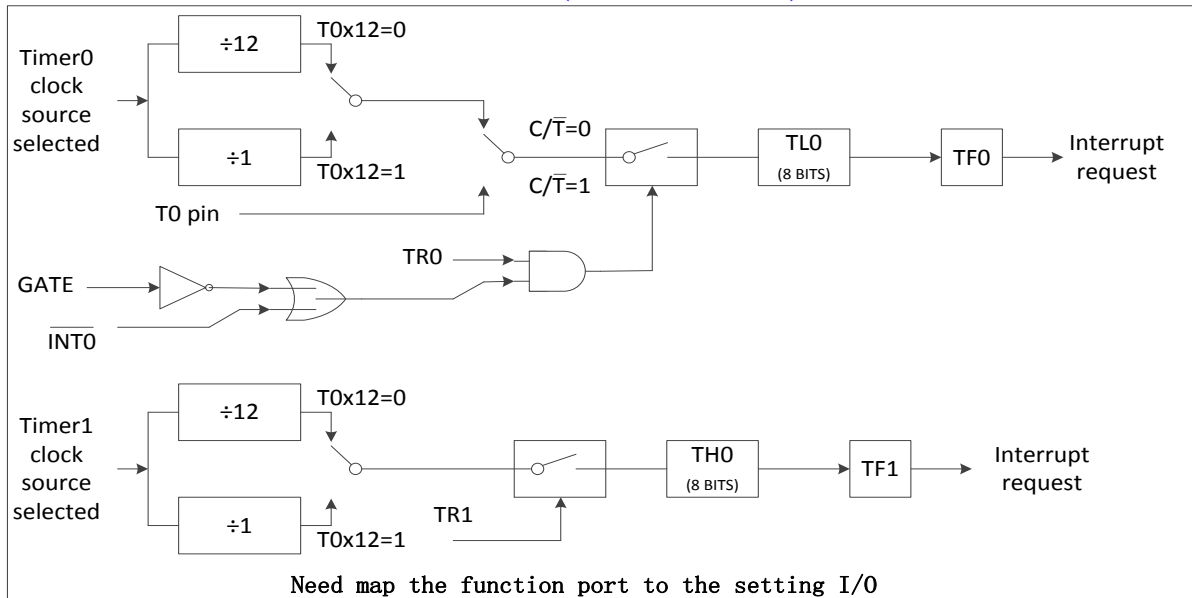 ÷12
T0x12=0
Timer0
clock
source
selected
÷1
T0x12=1
C/T̅=0
C/T̅=1
TL0
(8 BITS)
TF0
Interrupt
request
T0 pin
TR0
GATE
I̅N̅T̅0̅
÷12
T0x12=0
Timer1
clock
source
selected
÷1
T0x12=1
TR1
TH0
(8 BITS)
TF1
Interrupt
request
Need map the function port to the setting I/O